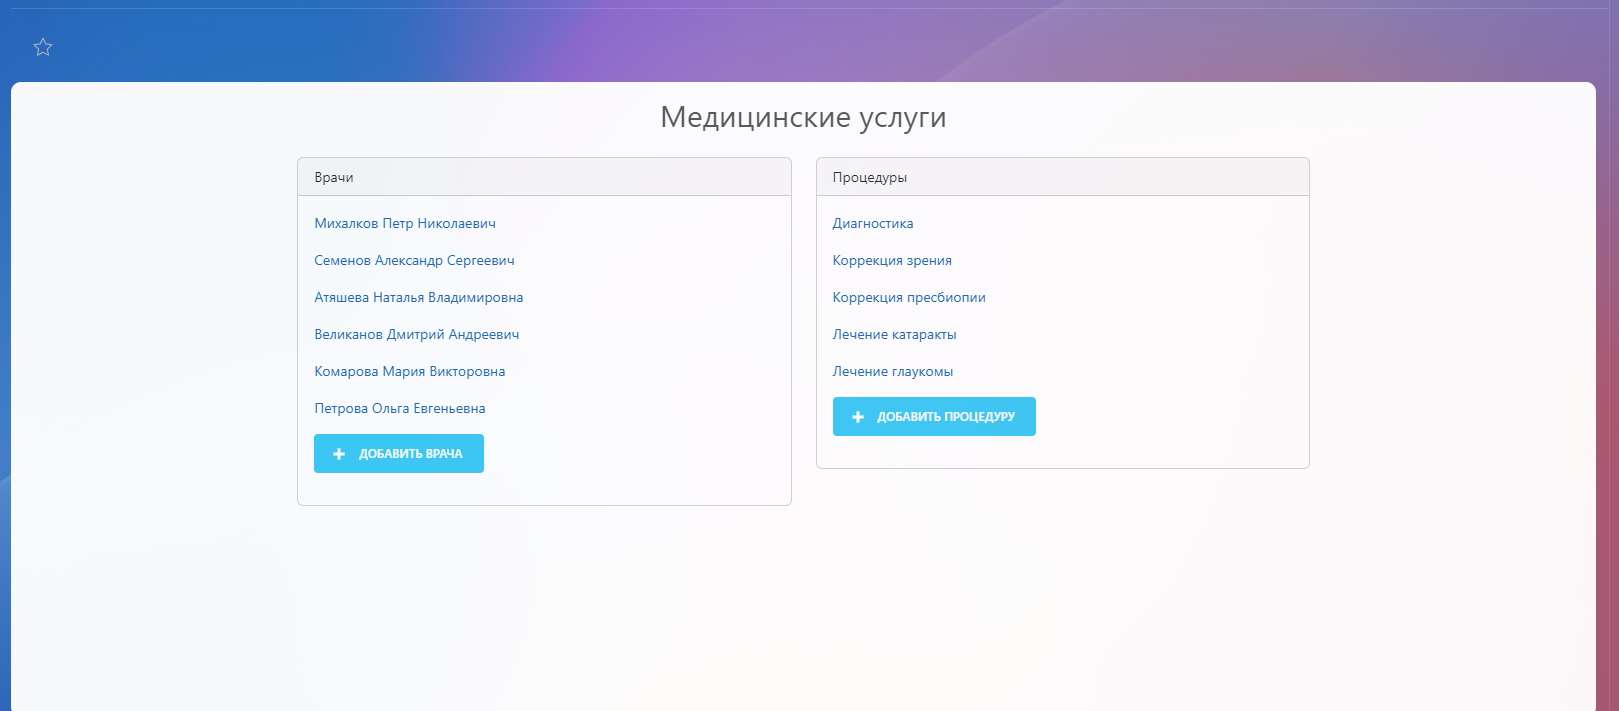 Медицинские услуги
Врачи
Михалков Петр Николаевич
Семенов Александр Сергеевич
Атяшева Наталья Владимировна
Великанов Дмитрий Андреевич
Комарова Мария Викторовна
Петрова Ольга Евгеньевна
ДОБАВИТЬ ВРАЧА
Процедуры
Диагностика
Коррекция зрения
Коррекция пресбиопии
Лечение катаракты
Лечение глаукомы
ДОБАВИТЬ ПРОЦЕДУРУ